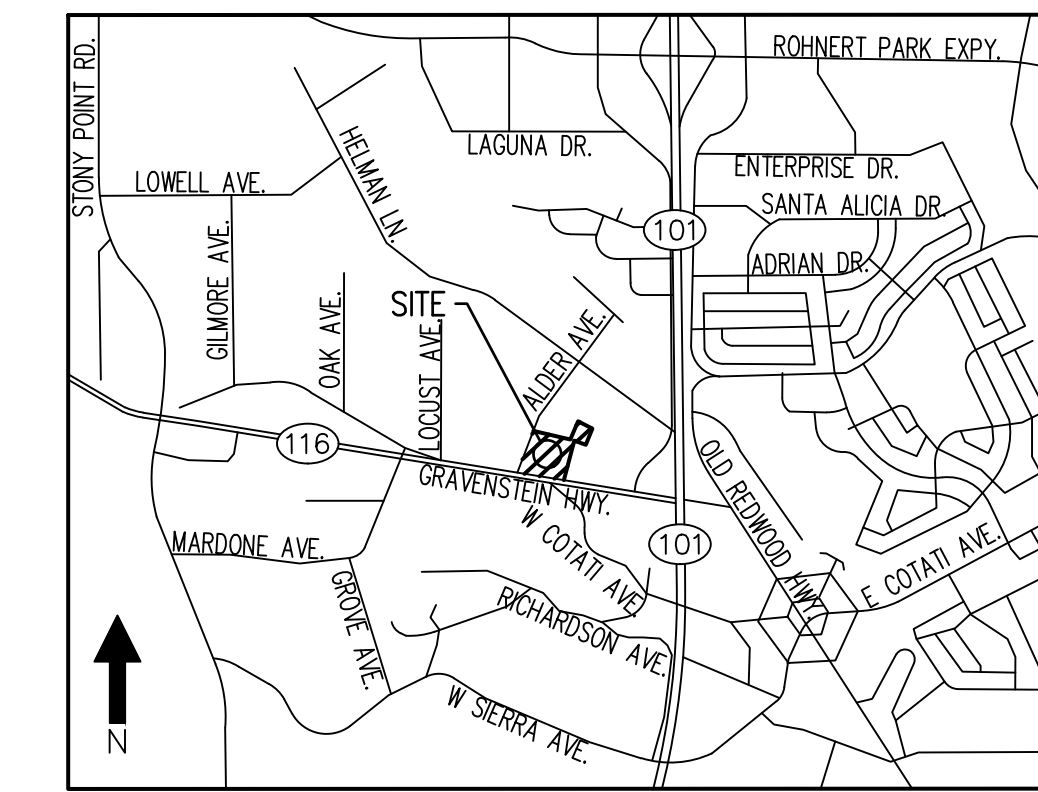 ROHNERT PARK EXPY.
STONY POINT RD.
LAGUNA DR.
HELMAN LN.
ENTERPRISE DR.
LOWELL AVE.
SANTA ALICIA DR.
101
GILMORE AVE.
ADRIAN DR.
OAK AVE.
SITE
LOCUST AVE.
ALDER AVE.
116
GRAVENSTEIN HWY.
OLD REDWOOD HWY.
W COTATI AVE.
101
MARDONE AVE.
E COTATI AVE.
GROVE AVE.
RICHARDSON AVE.
W SIERRA AVE.
N